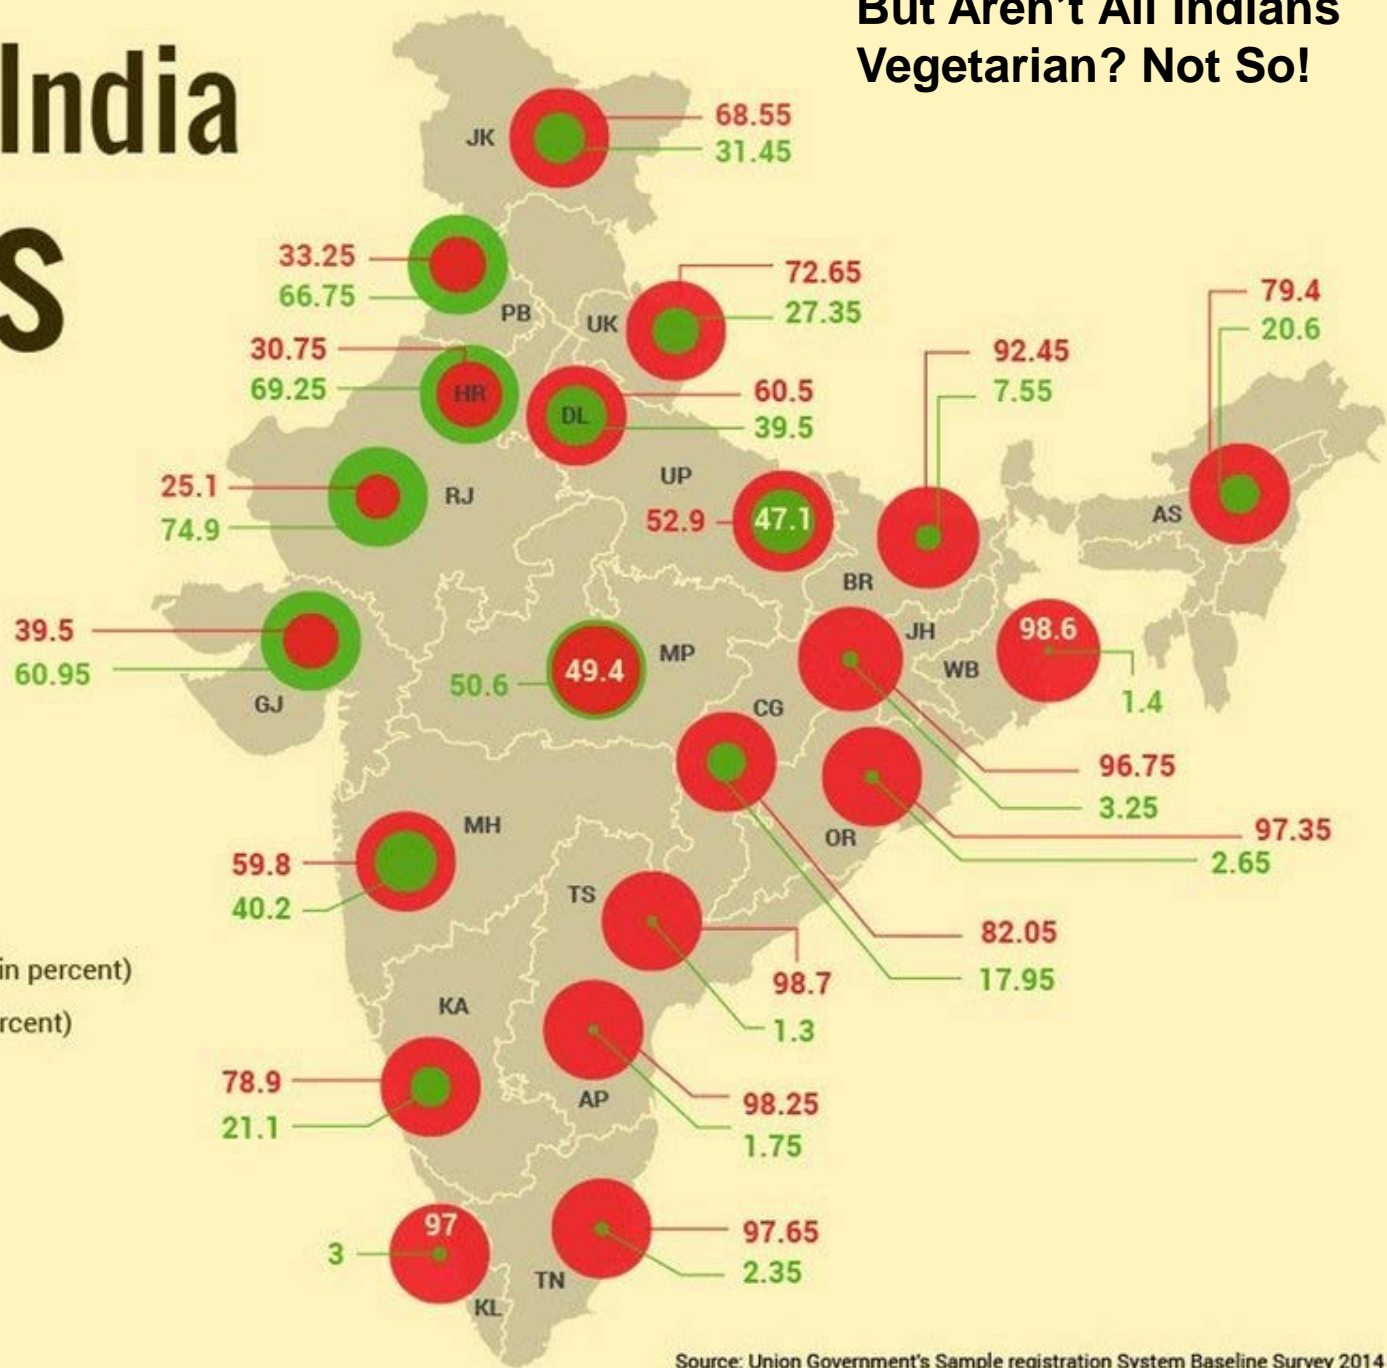 But Aren't All Indians
Vegetarian? Not So!
India
S
JK
68.55
31.45
33.25
66.75
PB
UK
72.65
27.35
79.4
20.6
30.75
69.25
HR
DL
60.5
39.5
92.45
7.55
25.1
74.9
RJ
UP
52.9
47.1
BR
AS
39.5
60.95
GJ
50.6
49.4
MP
JH
WB
98.6
1.4
CG
96.75
3.25
OR
97.35
2.65
MH
59.8
40.2
TS
98.7
1.3
82.05
17.95
in percent)
rcent)
KA
78.9
21.1
AP
98.25
1.75
97
3
KL
TN
97.65
2.35
Source: Union Government's Sample registration System Baseline Survey 2014